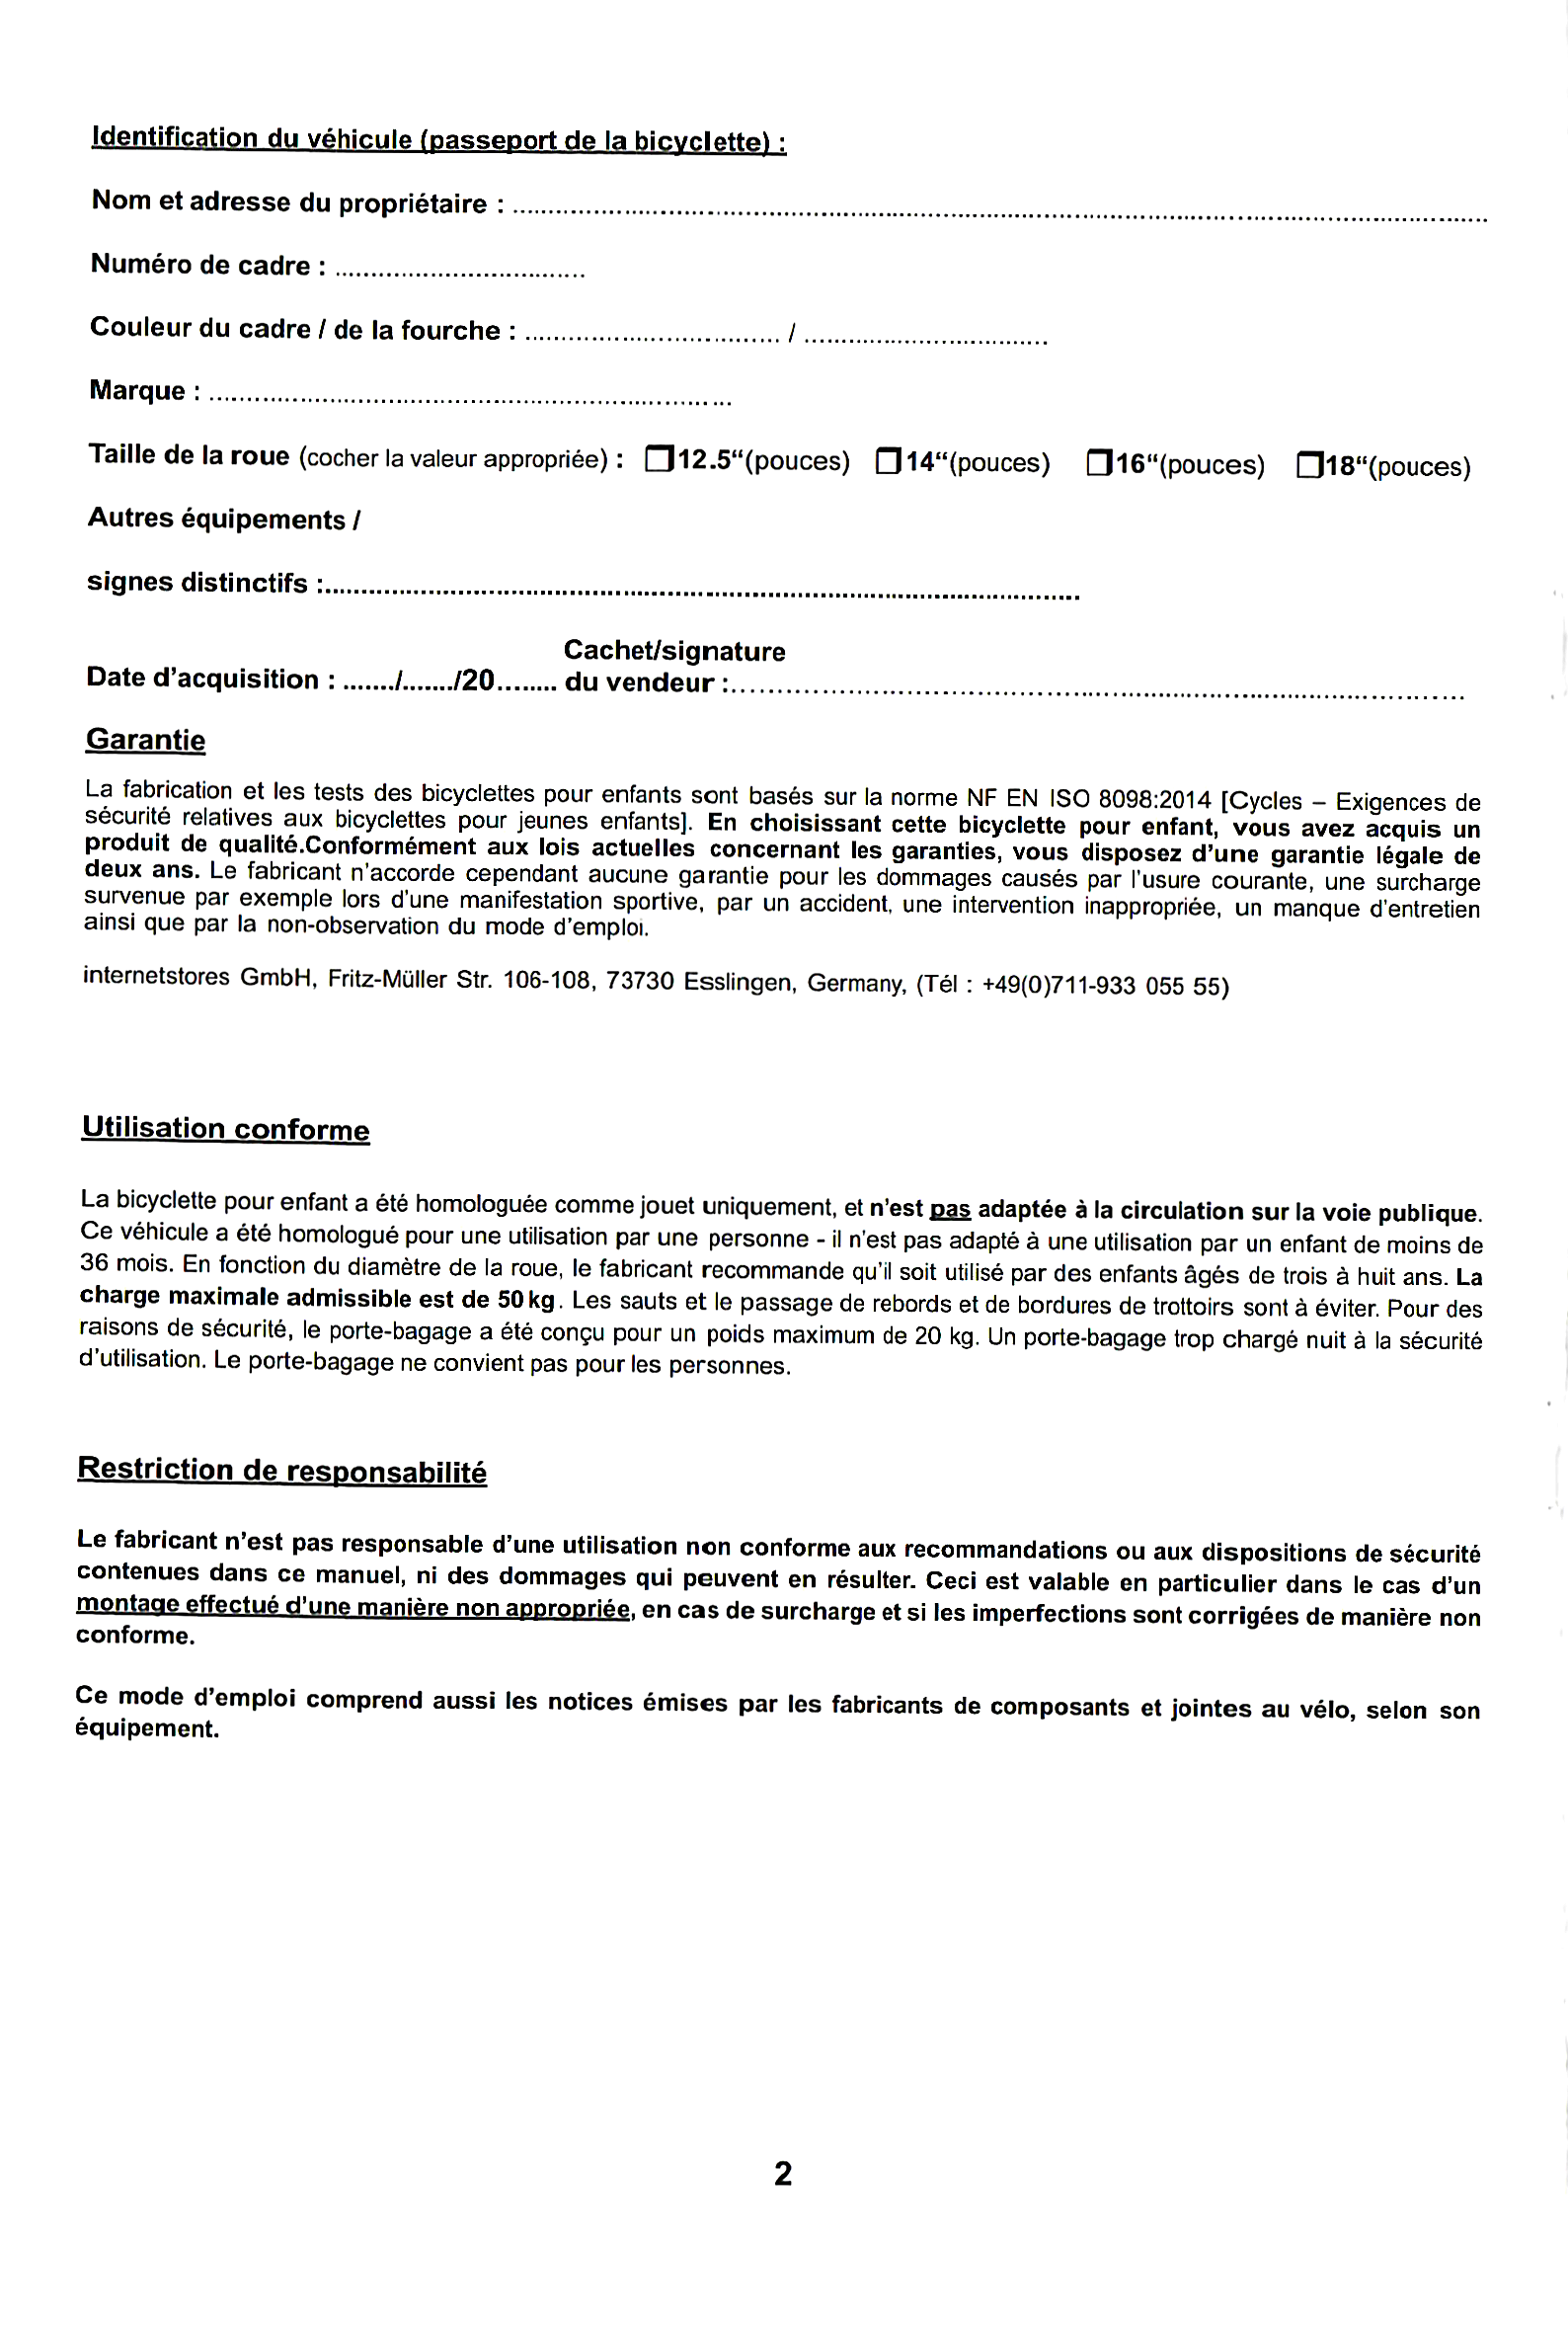 Identification du véhicule (passeport de la bicyclette) :
Nom et adresse du propriétaire : ........................................................................................................................
Numéro de cadre : ................................
Couleur du cadre / de la fourche : ................................ / ................................
Marque : ..................................................................
Taille de la roue (cocher la valeur appropriée) : ❒12.5“(pouces) ❒14“(pouces) ❒16“(pouces) ❒18“(pouces)
Autres équipements /
signes distinctifs :................................................................................................
Cachet/signature
Date d’acquisition : ......./......./20........ du vendeur :..........................................................................................
Garantie
La fabrication et les tests des bicyclettes pour enfants sont basés sur la norme NF EN ISO 8098:2014 [Cycles – Exigences de
sécurité relatives aux bicyclettes pour jeunes enfants]. En choisissant cette bicyclette pour enfant, vous avez acquis un
produit de qualité.Conformément aux lois actuelles concernant les garanties, vous disposez d’une garantie légale de
deux ans. Le fabricant n’accorde cependant aucune garantie pour les dommages causés par l’usure courante, une surcharge
survenue par exemple lors d’une manifestation sportive, par un accident, une intervention inappropriée, un manque d’entretien
ainsi que par la non-observation du mode d’emploi.
internetstores GmbH, Fritz-Müller Str. 106-108, 73730 Esslingen, Germany, (Tél : +49(0)711-933 055 55)
Utilisation conforme
La bicyclette pour enfant a été homologuée comme jouet uniquement, et n’est pas adaptée à la circulation sur la voie publique.
Ce véhicule a été homologué pour une utilisation par une personne - il n’est pas adapté à une utilisation par un enfant de moins de
36 mois. En fonction du diamètre de la roue, le fabricant recommande qu’il soit utilisé par des enfants âgés de trois à huit ans. La
charge maximale admissible est de 50 kg. Les sauts et le passage de rebords et de bordures de trottoirs sont à éviter. Pour des
raisons de sécurité, le porte-bagage a été conçu pour un poids maximum de 20 kg. Un porte-bagage trop chargé nuit à la sécurité
d’utilisation. Le porte-bagage ne convient pas pour les personnes.
Restriction de responsabilité
Le fabricant n’est pas responsable d’une utilisation non conforme aux recommandations ou aux dispositions de sécurité
contenues dans ce manuel, ni des dommages qui peuvent en résulter. Ceci est valable en particulier dans le cas d’un
montage effectué d’une manière non appropriée, en cas de surcharge et si les imperfections sont corrigées de manière non
conforme.
Ce mode d’emploi comprend aussi les notices émises par les fabricants de composants et jointes au vélo, selon son
équipement.
2